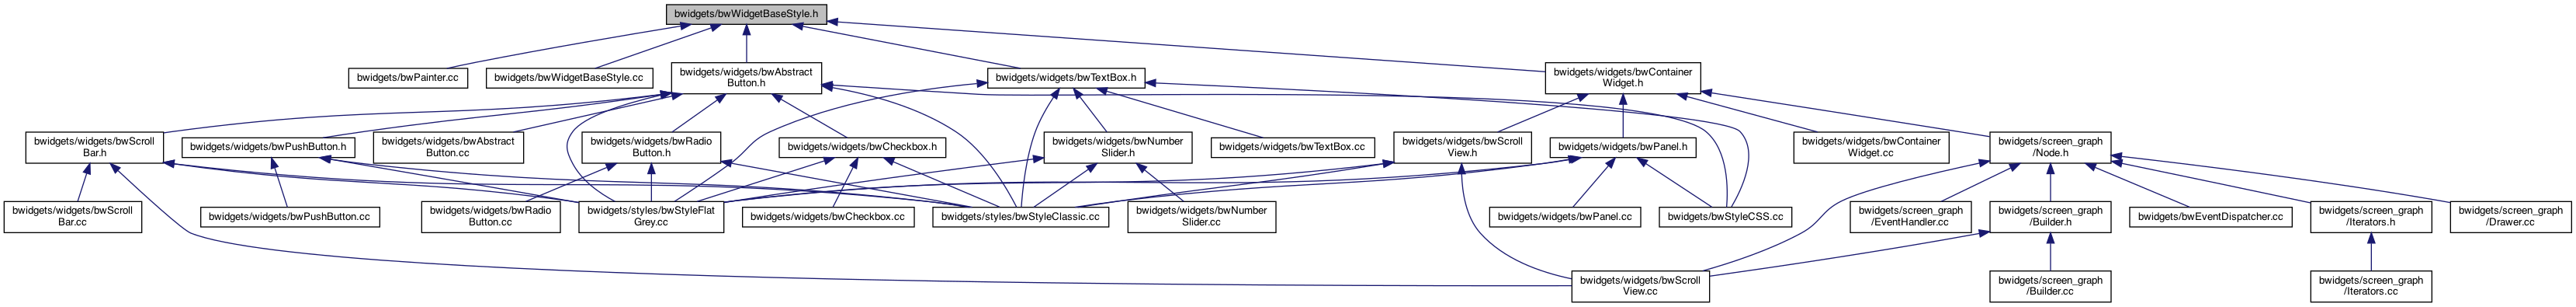 bwidgets/bwWidgetBaseStyle.h
bwidgets/bwPainter.cc
bwidgets/bwWidgetBaseStyle.cc
bwidgets/widgets/bwAbstract
Button.h
bwidgets/widgets/bwTextBox.h
bwidgets/widgets/bwContainer
Widget.h
bwidgets/widgets/bwScroll
Bar.h
bwidgets/widgets/bwPushButton.h
bwidgets/widgets/bwAbstract
Button.cc
bwidgets/widgets/bwRadio
Button.h
bwidgets/widgets/bwCheckbox.h
bwidgets/widgets/bwNumber
Slider.h
bwidgets/widgets/bwTextBox.cc
bwidgets/widgets/bwScroll
View.h
bwidgets/widgets/bwPanel.h
bwidgets/widgets/bwContainer
Widget.cc
bwidgets/screen_graph
/Node.h
bwidgets/widgets/bwScroll
Bar.cc
bwidgets/widgets/bwPushButton.cc
bwidgets/widgets/bwRadio
Button.cc
bwidgets/styles/bwStyleFlat
Grey.cc
bwidgets/widgets/bwCheckbox.cc
bwidgets/styles/bwStyleClassic.cc
bwidgets/widgets/bwNumber
Slider.cc
bwidgets/widgets/bwPanel.cc
bwidgets/bwStyleCSS.cc
bwidgets/screen_graph
/EventHandler.cc
bwidgets/screen_graph
/Builder.h
bwidgets/bwEventDispatcher.cc
bwidgets/screen_graph
/Iterators.h
bwidgets/screen_graph
/Drawer.cc
bwidgets/widgets/bwScroll
View.cc
bwidgets/screen_graph
/Builder.cc
bwidgets/screen_graph
/Iterators.cc